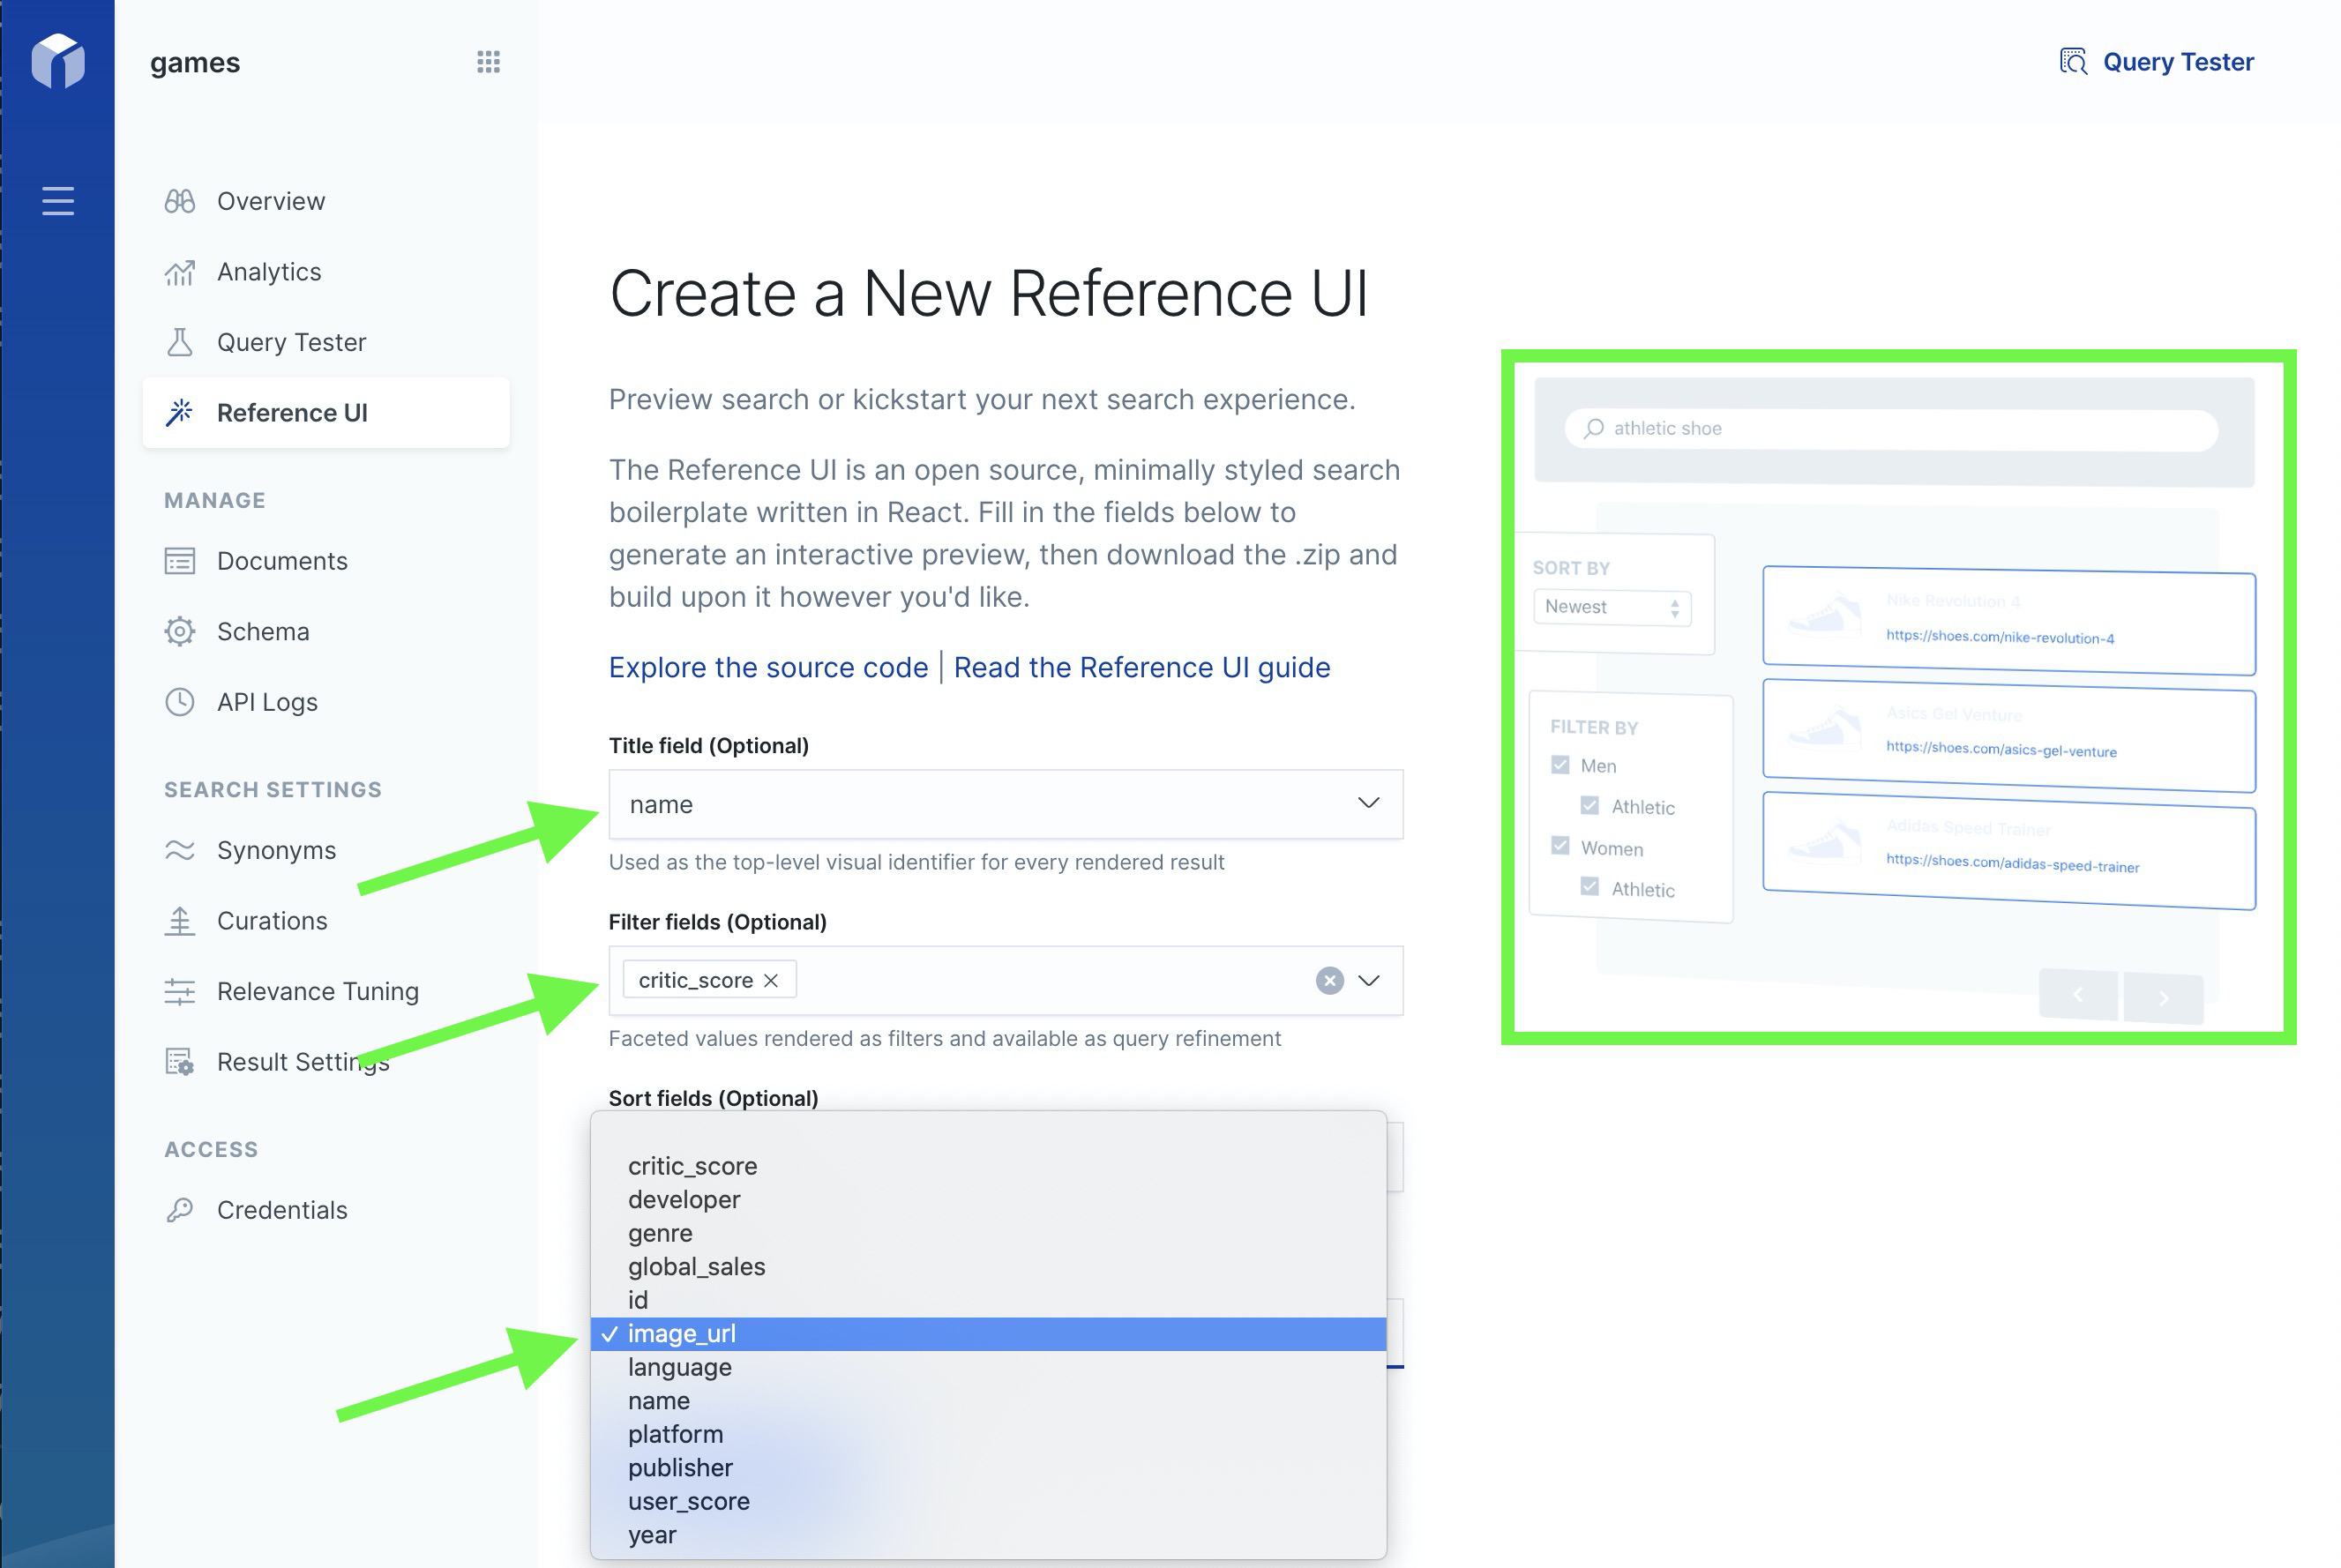 games
Query Tester
Overview
Analytics
Query Tester
Reference UI
MANAGE
Documents
Schema
API Logs
SEARCH SETTINGS
Synonyms
Curations
Relevance Tuning
Result Settings
ACCESS
Credentials
Create a New Reference UI
Preview search or kickstart your next search experience.
The Reference UI is an open source, minimally styled search
boilerplate written in React. Fill in the fields below to
generate an interactive preview, then download the .zip and
build upon it however you'd like.
Explore the source code | Read the Reference UI guide
Title field (Optional)
name
Used as the top-level visual identifier for every rendered result
Filter fields (Optional)
critic_score
Faceted values rendered as filters and available as query refinement
Sort fields (Optional)
critic_score
developer
genre
global_sales
id
image_url
language
name
platform
publisher
user_score
year
athletic shoe
SORT BY
Newest
FILTER BY
Men
Athletic
Women
Athletic
Nike Revolution 4
https://shoes.com/nike-revolution-4
Asics Gel Venture
https://shoes.com/asics-gel-venture
Adidas Speed Trainer
https://shoes.com/adidas-speed-trainer